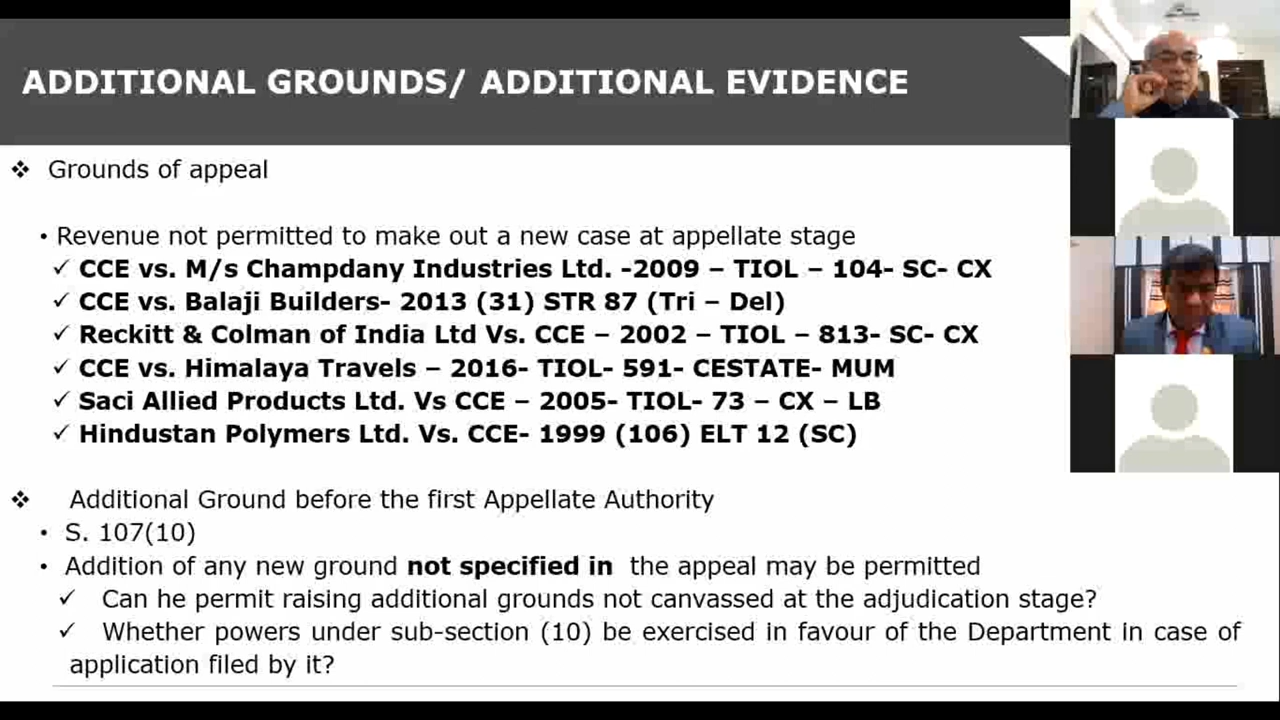 ADDITIONAL GROUNDS/ ADDITIONAL EVIDENCE
❖ Grounds of appeal
• Revenue not permitted to make out a new case at appellate stage
✓ CCE vs. M/s Champdany Industries Ltd. -2009 – TIOL – 104- SC- CX
✓ CCE vs. Balaji Builders- 2013 (31) STR 87 (Tri – Del)
✓ Reckitt & Colman of India Ltd Vs. CCE – 2002 – TIOL – 813- SC- CX
✓ CCE vs. Himalaya Travels – 2016- TIOL- 591- CESTATE- MUM
✓ Saci Allied Products Ltd. Vs CCE – 2005- TIOL- 73 – CX – LB
✓ Hindustan Polymers Ltd. Vs. CCE- 1999 (106) ELT 12 (SC)
❖ Additional Ground before the first Appellate Authority
• S. 107(10)
• Addition of any new ground not specified in the appeal may be permitted
✓ Can he permit raising additional grounds not canvassed at the adjudication stage?
✓ Whether powers under sub-section (10) be exercised in favour of the Department in case of
application filed by it?